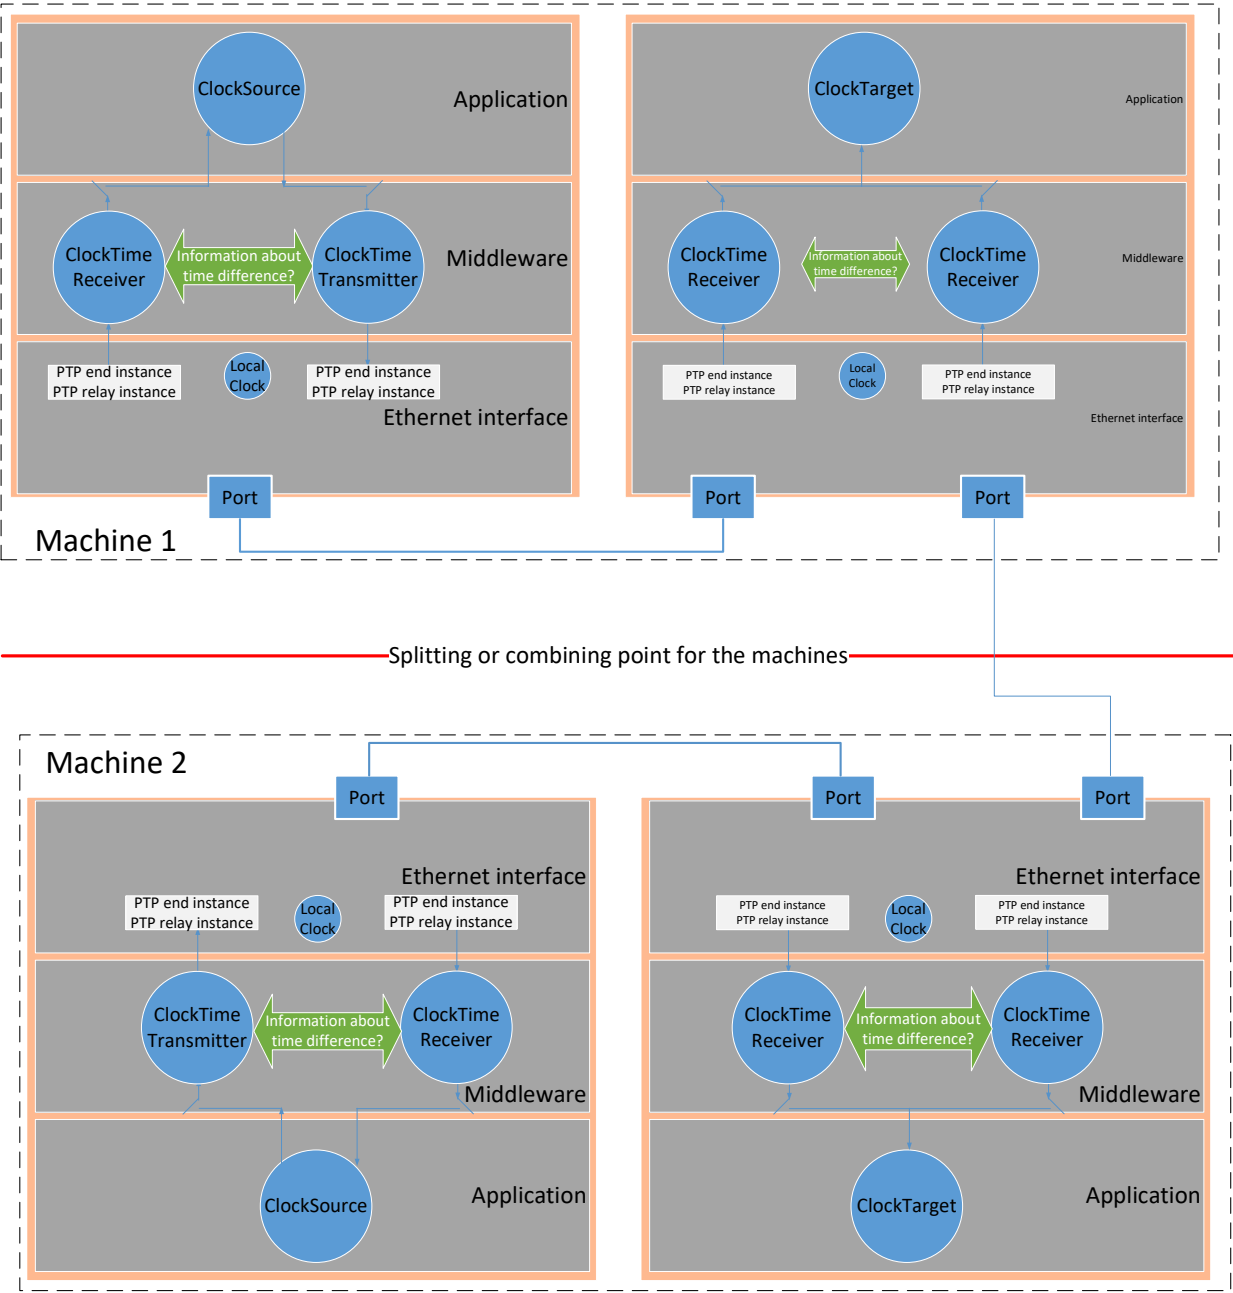 ClockSource
Application
ClockTime
Receiver
Information about
time difference?
ClockTime
Transmitter
Middleware
PTP end instance
PTP relay instance
Local
Clock
PTP end instance
PTP relay instance
Ethernet interface
Port
ClockTarget
Application
ClockTime
Receiver
Information about
time difference?
ClockTime
Receiver
Middleware
PTP end instance
PTP relay instance
Local
Clock
PTP end instance
PTP relay instance
Ethernet interface
Port
Port
Machine 1
Splitting or combining point for the machines
Machine 2
Port
Ethernet interface
PTP end instance
PTP relay instance
Local
Clock
PTP end instance
PTP relay instance
ClockTime
Transmitter
Information about
time difference?
ClockTime
Receiver
Middleware
ClockSource
Application
Port
Port
Ethernet interface
PTP end instance
PTP relay instance
Local
Clock
PTP end instance
PTP relay instance
ClockTime
Receiver
Information about
time difference?
ClockTime
Receiver
Middleware
ClockTarget
Application